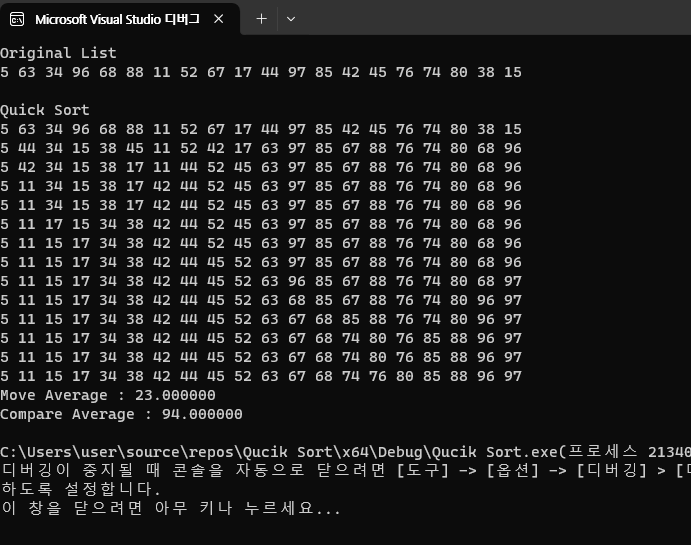 Microsoft Visual Studio 디버그
Original List
5 63 34 96 68 88 11 52 67 17 44 97 85 42 45 76 74 80 38 15
Quick Sort
5 63 34 96 68 88 11 52 67 17 44 97 85 42 45 76 74 80 38 15
5 44 34 15 38 45 11 52 42 17 63 97 85 67 88 76 74 80 68 96
5 42 34 15 38 17 11 44 52 45 63 97 85 67 88 76 74 80 68 96
5 11 34 15 38 17 42 44 52 45 63 97 85 67 88 76 74 80 68 96
5 11 34 15 38 17 42 44 52 45 63 97 85 67 88 76 74 80 68 96
5 11 17 15 34 38 42 44 52 45 63 97 85 67 88 76 74 80 68 96
5 11 15 17 34 38 42 44 52 45 63 97 85 67 88 76 74 80 68 96
5 11 15 17 34 38 42 44 45 52 63 97 85 67 88 76 74 80 68 96
5 11 15 17 34 38 42 44 45 52 63 96 85 67 88 76 74 80 68 97
5 11 15 17 34 38 42 44 45 52 63 68 85 67 88 76 74 80 96 97
5 11 15 17 34 38 42 44 45 52 63 67 68 85 88 76 74 80 96 97
5 11 15 17 34 38 42 44 45 52 63 67 68 74 80 76 85 88 96 97
5 11 15 17 34 38 42 44 45 52 63 67 68 74 80 76 85 88 96 97
5 11 15 17 34 38 42 44 45 52 63 67 68 74 76 80 85 88 96 97
Move Average : 23.000000
Compare Average : 94.000000
C:\Users\user\source\repos\Qucik Sort\x64\Debug\Qucik Sort.exe(프로세스 21340
디버깅이 중지될 때 콘솔을 자동으로 닫으려면 [도구] -> [옵션] -> [디버깅] > [
하도록 설정합니다.
이 창을 닫으려면 아무 키나 누르세요...